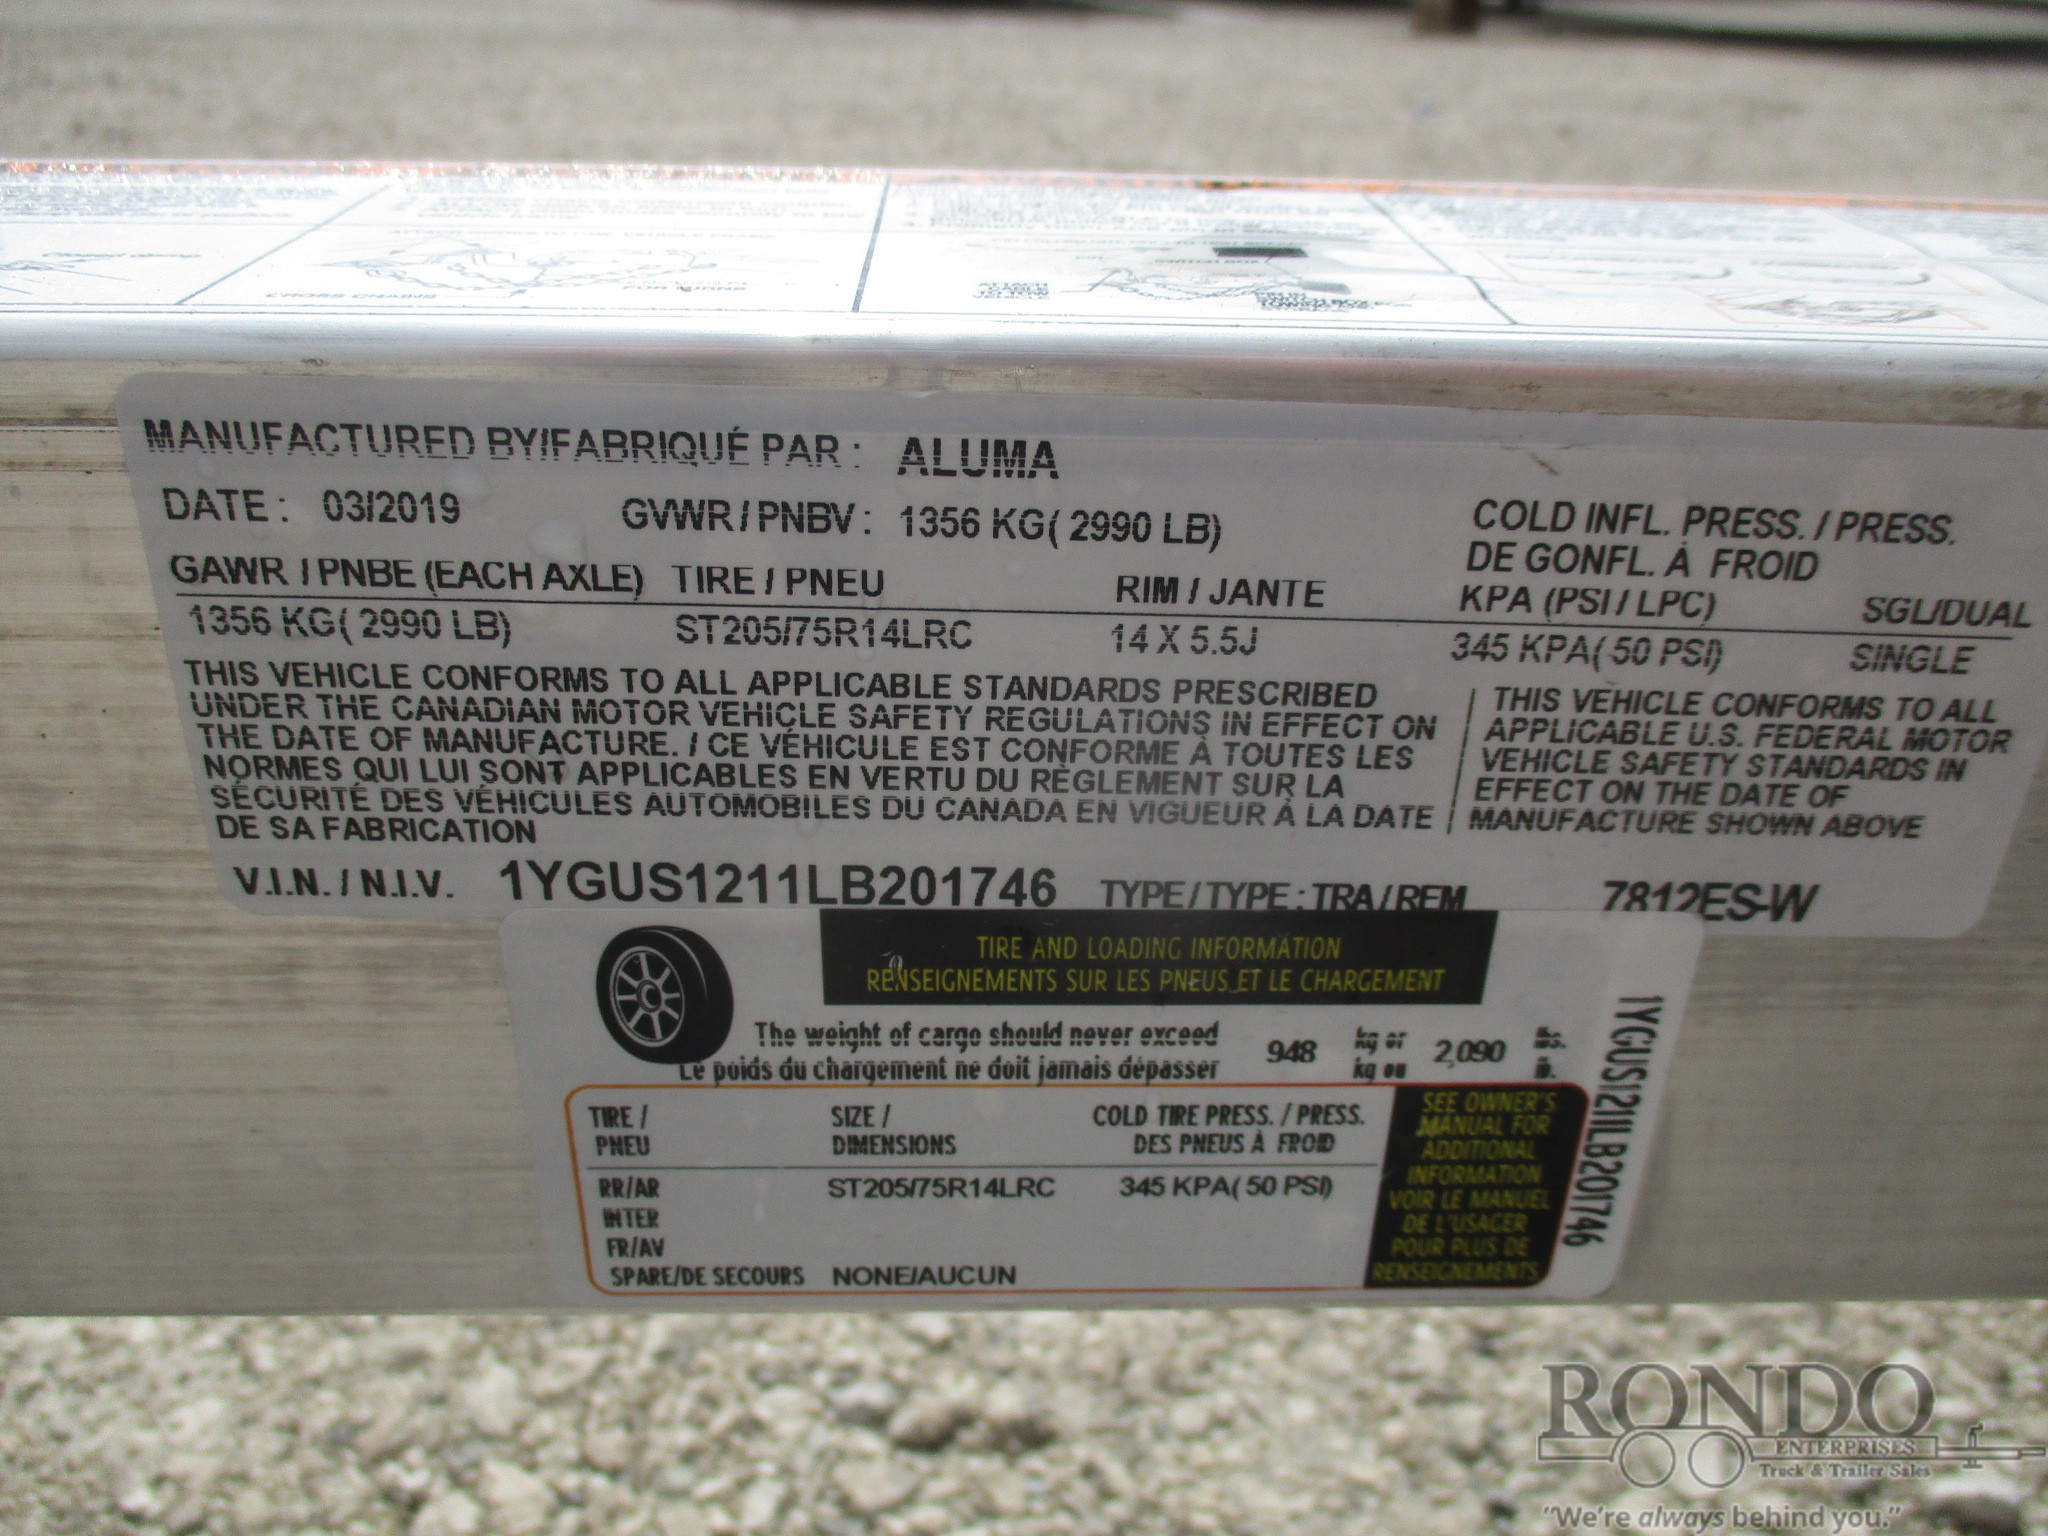 CROSS CHAINS
ATTACH
CABLE
TO TOW
VEHICLE
MANUFACTURED BY/FABRIQUÉ PAR : ALUMA
DATE : 03/2019 GVWR / PNBV : 1356 KG( 2990 LB)
COLD INFL. PRESS. / PRESS.
DE GONFL. À FROID
GAWR / PNBE (EACH AXLE) TIRE / PNEU RIM / JANTE KPA (PSI / LPC) SGL/DUAL
1356 KG( 2990 LB) ST205/75R14LRC 14 X 5.5J 345 KPA( 50 PSI) SINGLE
THIS VEHICLE CONFORMS TO ALL APPLICABLE STANDARDS PRESCRIBED
UNDER THE CANADIAN MOTOR VEHICLE SAFETY REGULATIONS IN EFFECT ON
THE DATE OF MANUFACTURE. / CE VÉHICULE EST CONFORME À TOUTES LES
NORMES QUI LUI SONT APPLICABLES EN VERTU DU RÈGLEMENT SUR LA
SÉCURITÉ DES VÉHICULES AUTOMOBILES DU CANADA EN VIGUEUR À LA DATE
DE SA FABRICATION
THIS VEHICLE CONFORMS TO ALL
APPLICABLE U.S. FEDERAL MOTOR
VEHICLE SAFETY STANDARDS IN
EFFECT ON THE DATE OF
MANUFACTURE SHOWN ABOVE
V.I.N. / N.I.V. 1YGUS1211LB201746 TYPE / TYPE : TRA / REM 7812ES-W
TIRE AND LOADING INFORMATION
RENSEIGNEMENTS SUR LES PNEUS ET LE CHARGEMENT
The weight of cargo should never exceed 948 kg or 2,090 lbs.
Le poids du chargement ne doit jamais dépasser kg ou lb.
TIRE / SIZE / COLD TIRE PRESS. / PRESS.
PNEU DIMENSIONS DES PNEUS À FROID
RR/AR ST205/75R14LRC 345 KPA( 50 PSI)
INTER
FR/AV
SPARE/DE SECOURS NONE/AUCUN
SEE OWNER'S
MANUAL FOR
ADDITIONAL
INFORMATION
VOIR LE MANUEL
DE L'USAGER
POUR PLUS DE
RENSEIGNEMENTS
1YGUS1211LB201746
RONDO
ENTERPRISES
Truck & Trailer Sales
"We're always behind you."